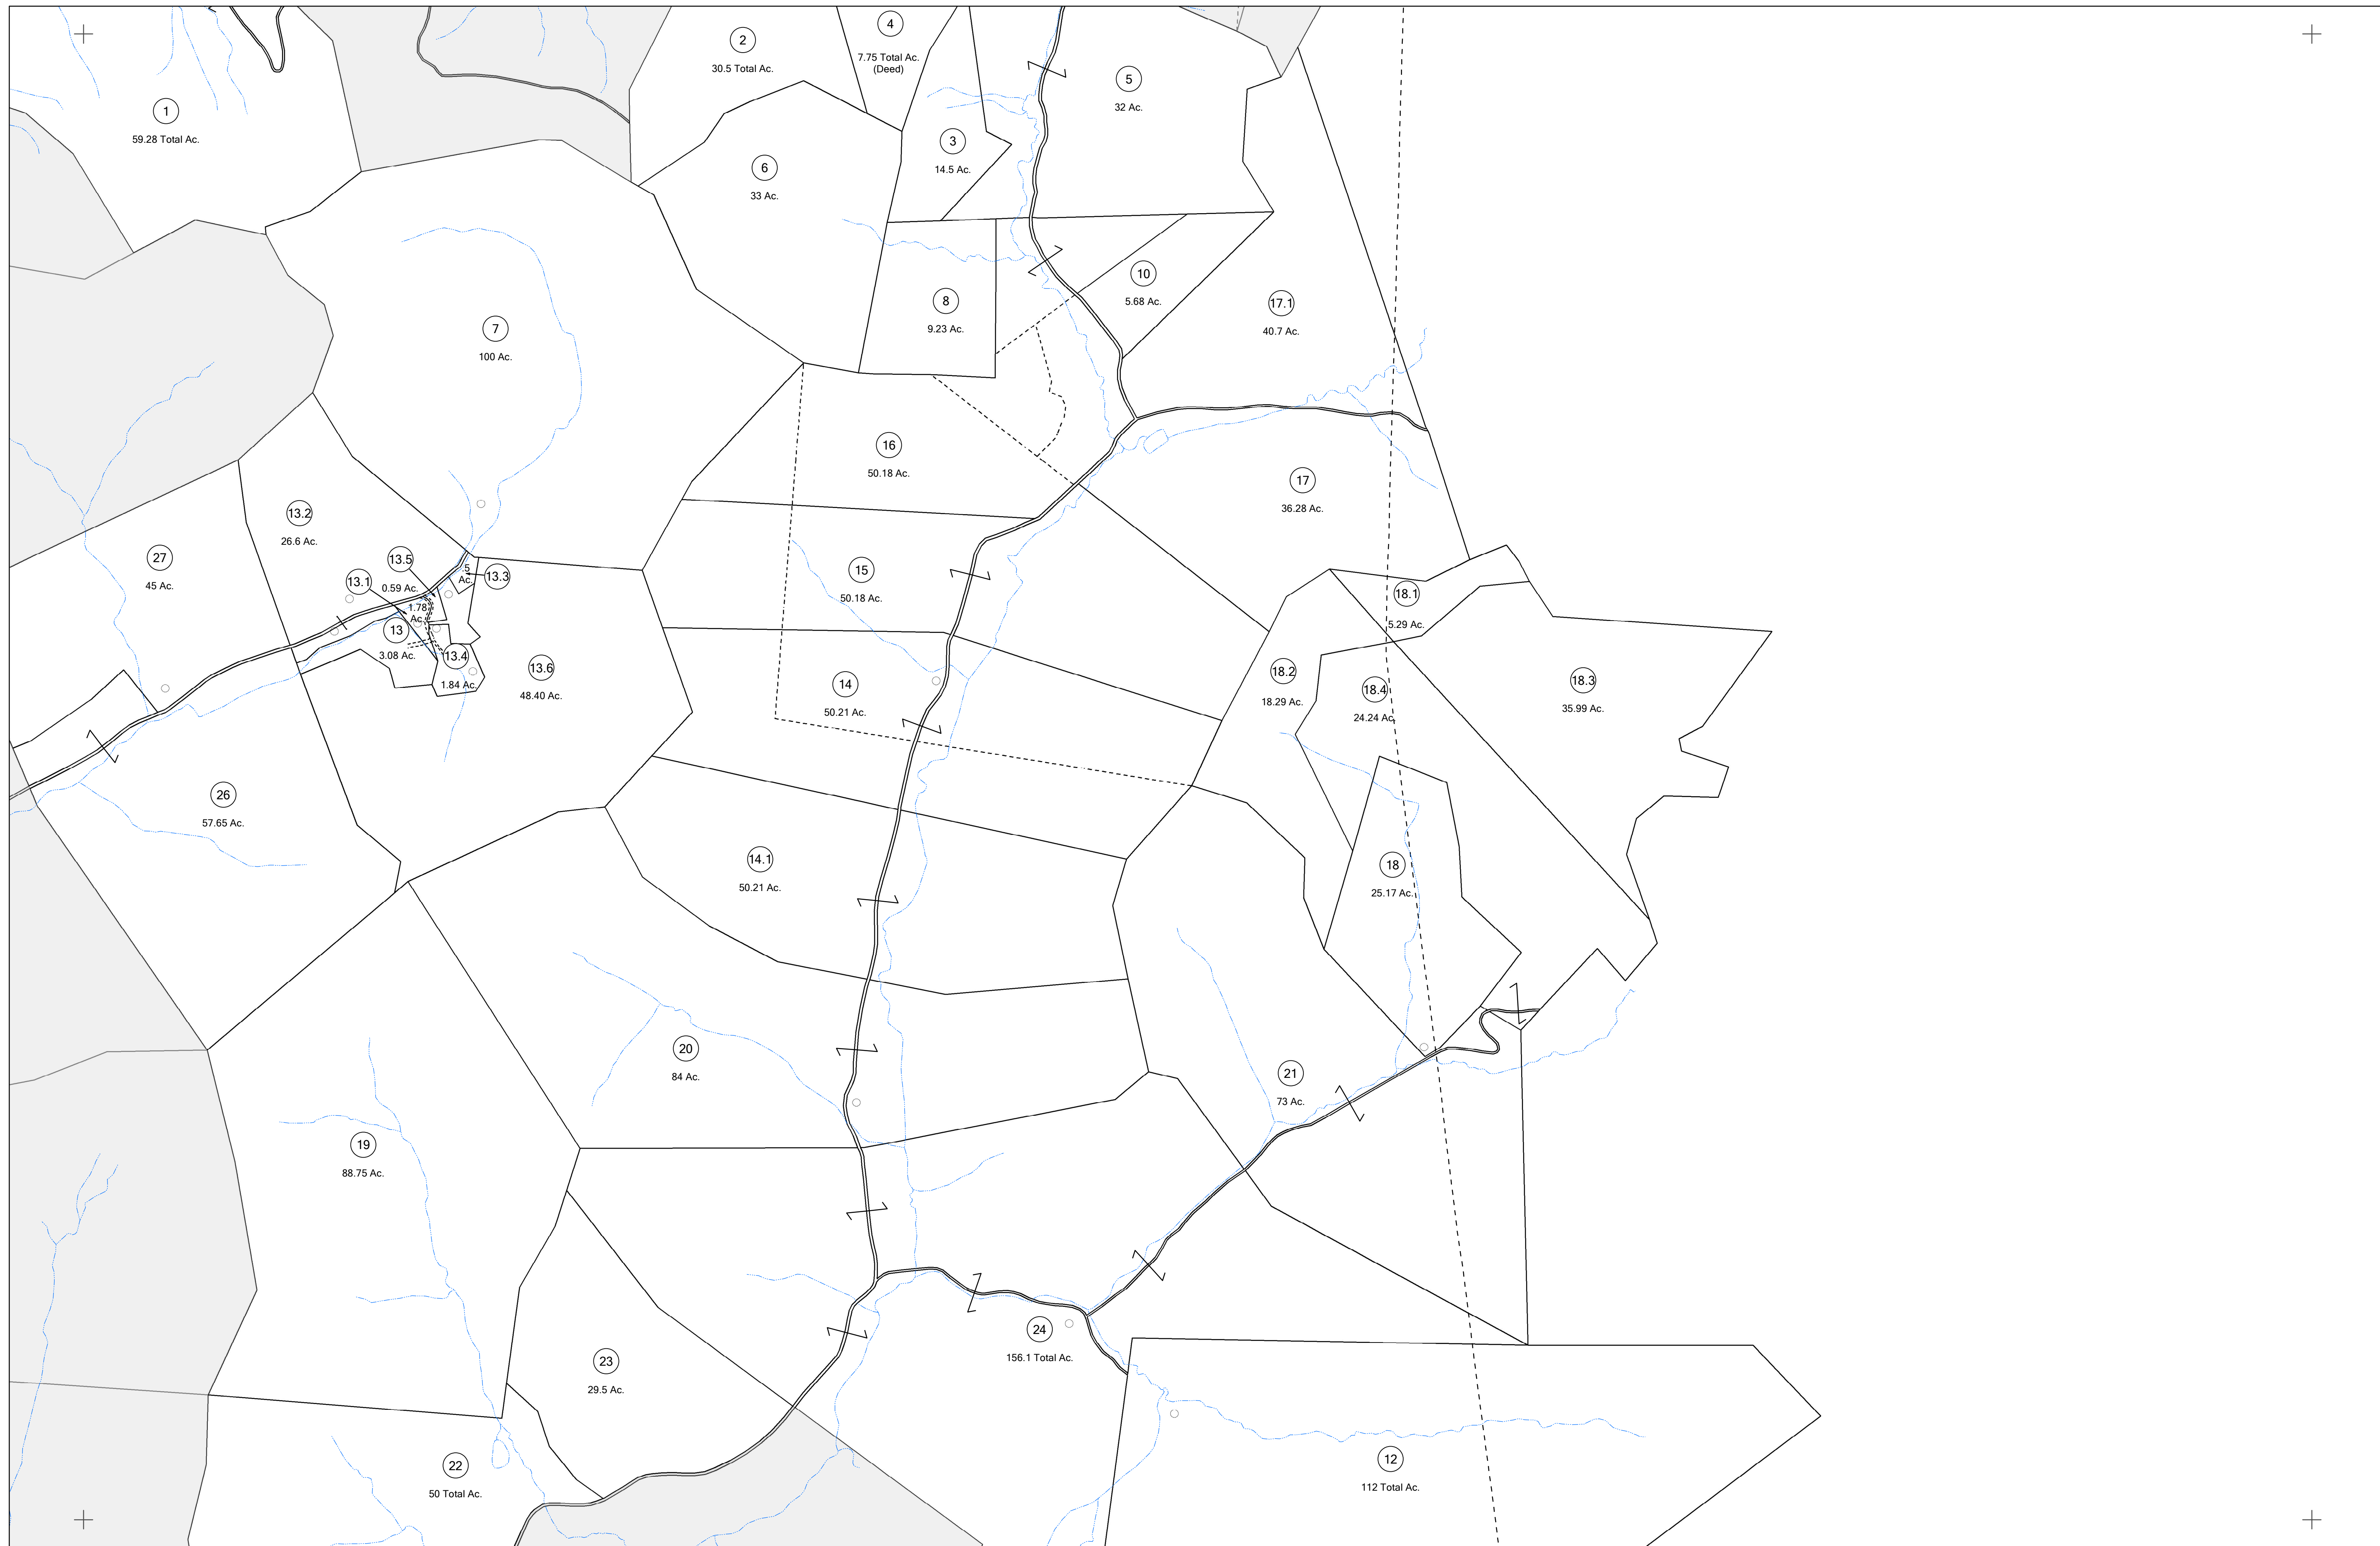 1
59.28 Total Ac.
2
30.5 Total Ac.
4
7.75 Total Ac.
(Deed)
3
14.5 Ac.
5
32 Ac.
6
33 Ac.
7
100 Ac.
8
9.23 Ac.
10
5.68 Ac.
17.1
40.7 Ac.
16
50.18 Ac.
17
36.28 Ac.
13.2
26.6 Ac.
27
45 Ac.
13.5
0.59 Ac.
13.1
1.78
Ac.
.5
Ac.
13.3
13
3.08 Ac.
13.4
1.84 Ac.
13.6
48.40 Ac.
15
50.18 Ac.
14
50.21 Ac.
18.1
5.29 Ac.
18.2
18.29 Ac.
18.4
24.24 Ac.
18.3
35.99 Ac.
26
57.65 Ac.
14.1
50.21 Ac.
18
25.17 Ac.
20
84 Ac.
21
73 Ac.
19
88.75 Ac.
23
29.5 Ac.
24
156.1 Total Ac.
22
50 Total Ac.
12
112 Total Ac.